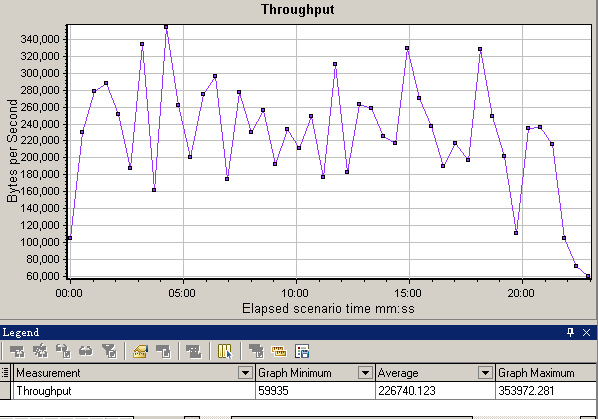 Throughput
340,000
320,000
300,000
280,000
260,000
240,000
220,000
200,000
180,000
160,000
140,000
120,000
100,000
80,000
60,000
Bytes per Second
00:00 05:00 10:00 15:00 20:00
Elapsed scenario time mm:ss
Legend
Measurement Graph Minimum Average Graph Maximum
Throughput 59935 226740.123 353972.281